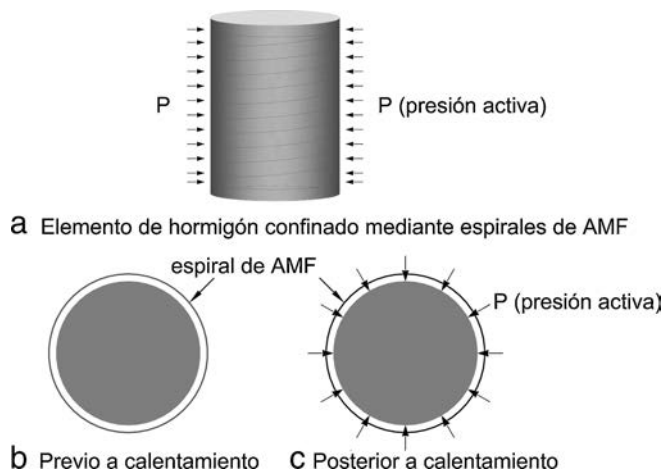 P
P (presión activa)
a Elemento de hormigón confinado mediante espirales de AMF
espiral de AMF
P (presión activa)
b Previo a calentamiento
c Posterior a calentamiento